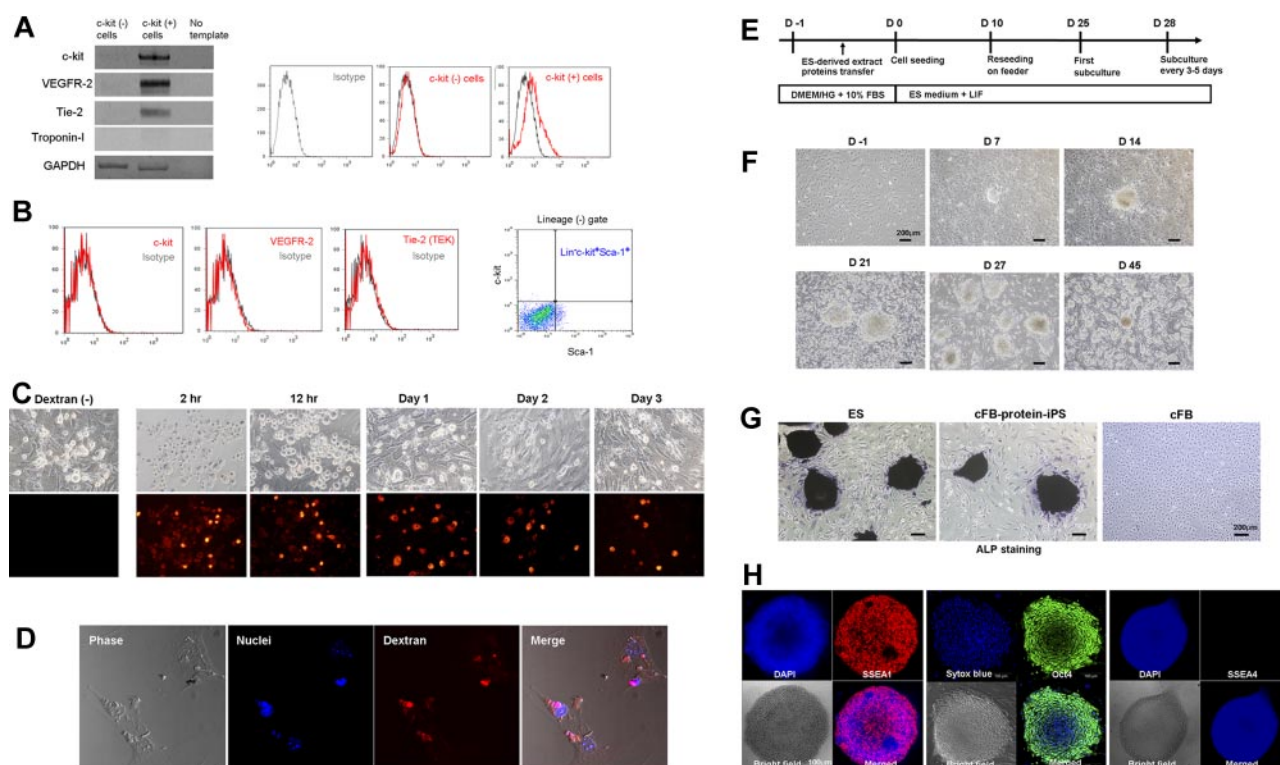 A
c-kit (-) cells
c-kit (+) cells
No template
c-kit
VEGFR-2
Tie-2
Troponin-I
GAPDH
Isotype
c-kit (-) cells
c-kit (+) cells
B
c-kit
Isotype
VEGFR-2
Isotype
Tie-2 (TEK)
Isotype
Lineage (-) gate
Lin-c-kit+Sca-1+
c-kit
Sca-1
C
Dextran (-)
2 hr
12 hr
Day 1
Day 2
Day 3
D
Phase
Nuclei
Dextran
Merge
E
D -1
D 0
D 10
D 25
D 28
ES-derived extract
proteins transfer
Cell seeding
Reseeding
on feeder
First
subculture
Subculture
every 3-5 days
DMEM/HG + 10% FBS
ES medium + LIF
F
D -1
D 7
D 14
200μm
D 21
D 27
D 45
G
ES
cFB-protein-iPS
cFB
200μm
ALP staining
H
DAPI
SSEA1
Sytox blue
Oct4
DAPI
SSEA4
Bright field
100μm
Merged
Bright field
Merged
Bright field
Merged